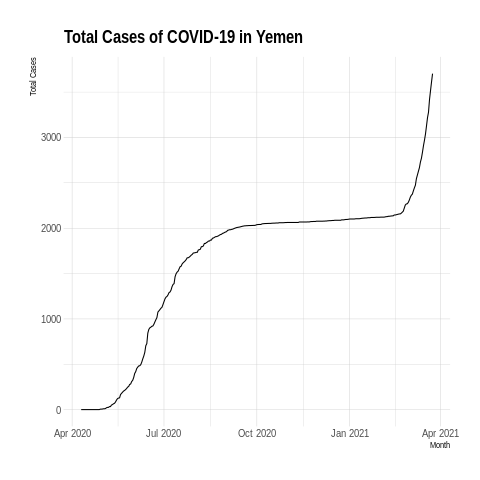 Total Cases of COVID-19 in Yemen
Total Cases
3000
2000
1000
0
Apr 2020
Jul 2020
Oct 2020
Jan 2021
Apr 2021
Month